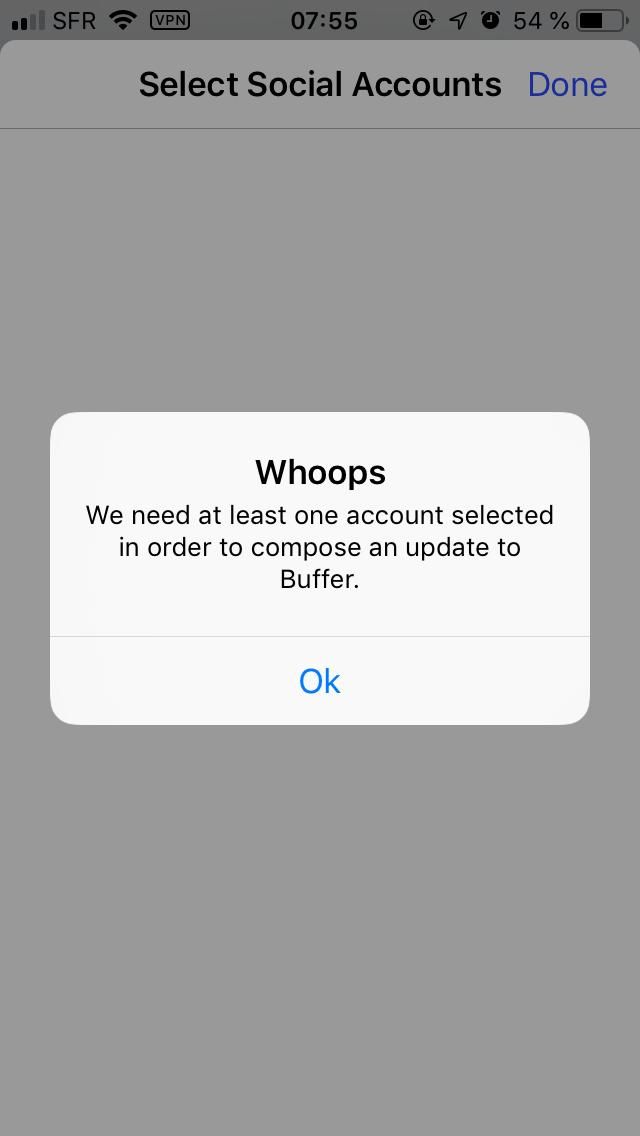 SFR VPN 07:55 54 %
Select Social Accounts Done
Whoops
We need at least one account selected
in order to compose an update to
Buffer.
Ok